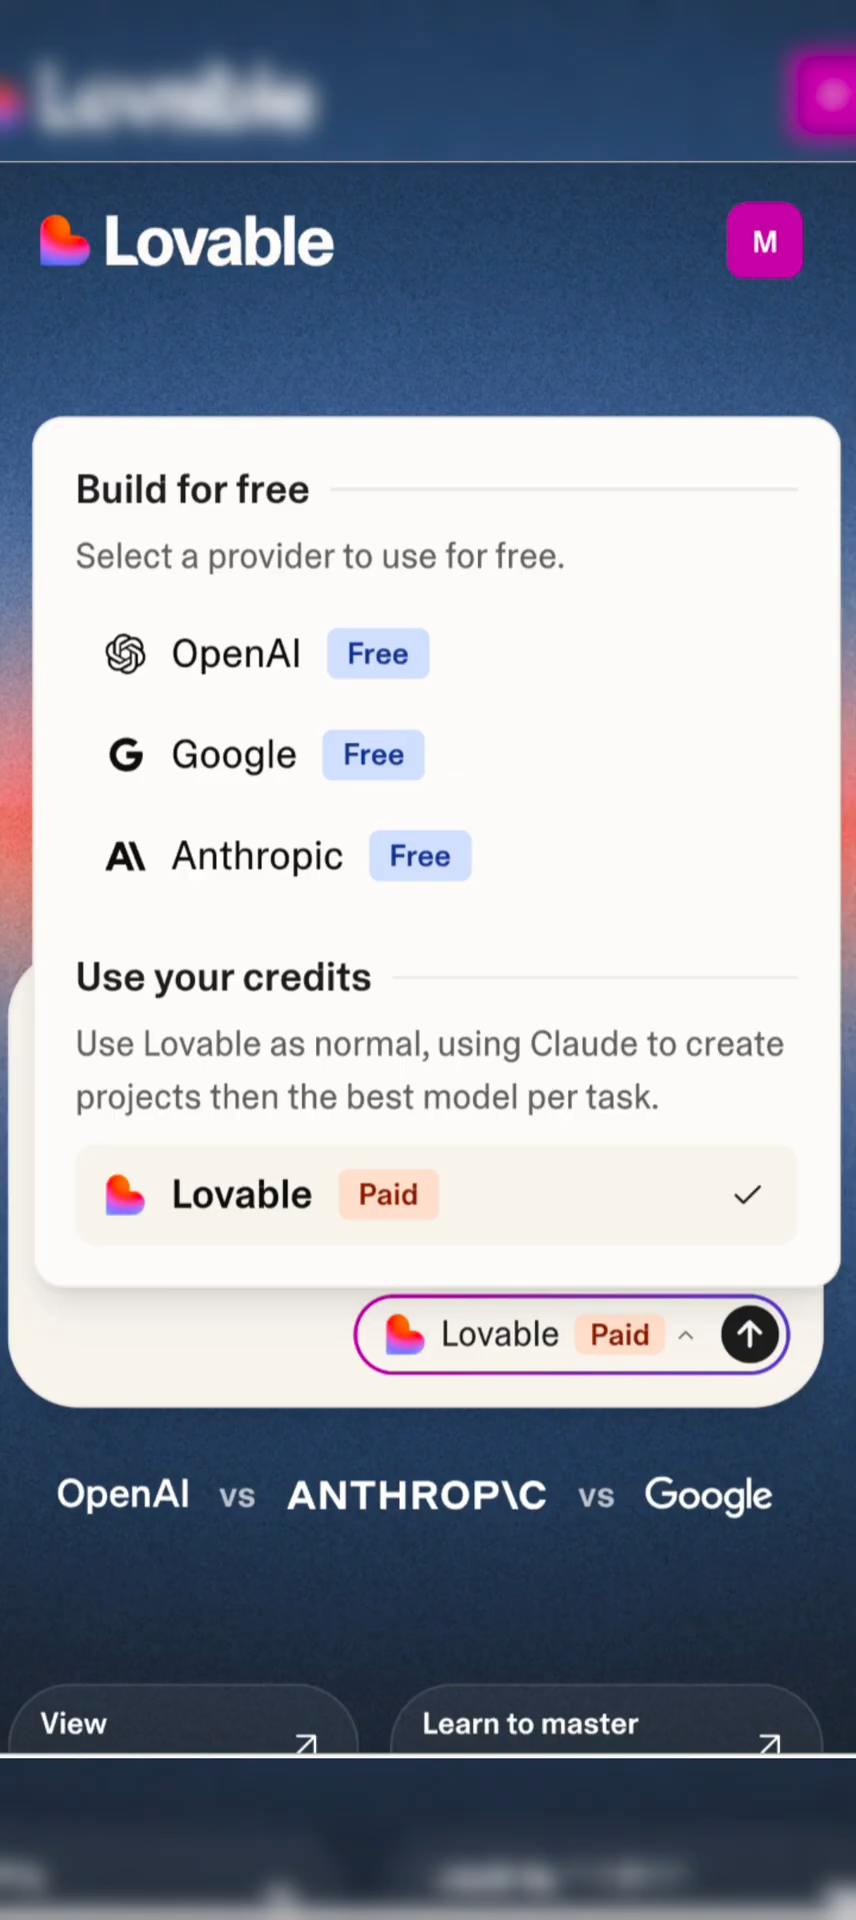 Lovable
Lovable
M
Build for free
Select a provider to use for free.
OpenAI Free
Google Free
Anthropic Free
Use your credits
Use Lovable as normal, using Claude to create
projects then the best model per task.
Lovable Paid
Lovable Paid
OpenAI vs ANTHROP\C vs Google
View
Learn to master